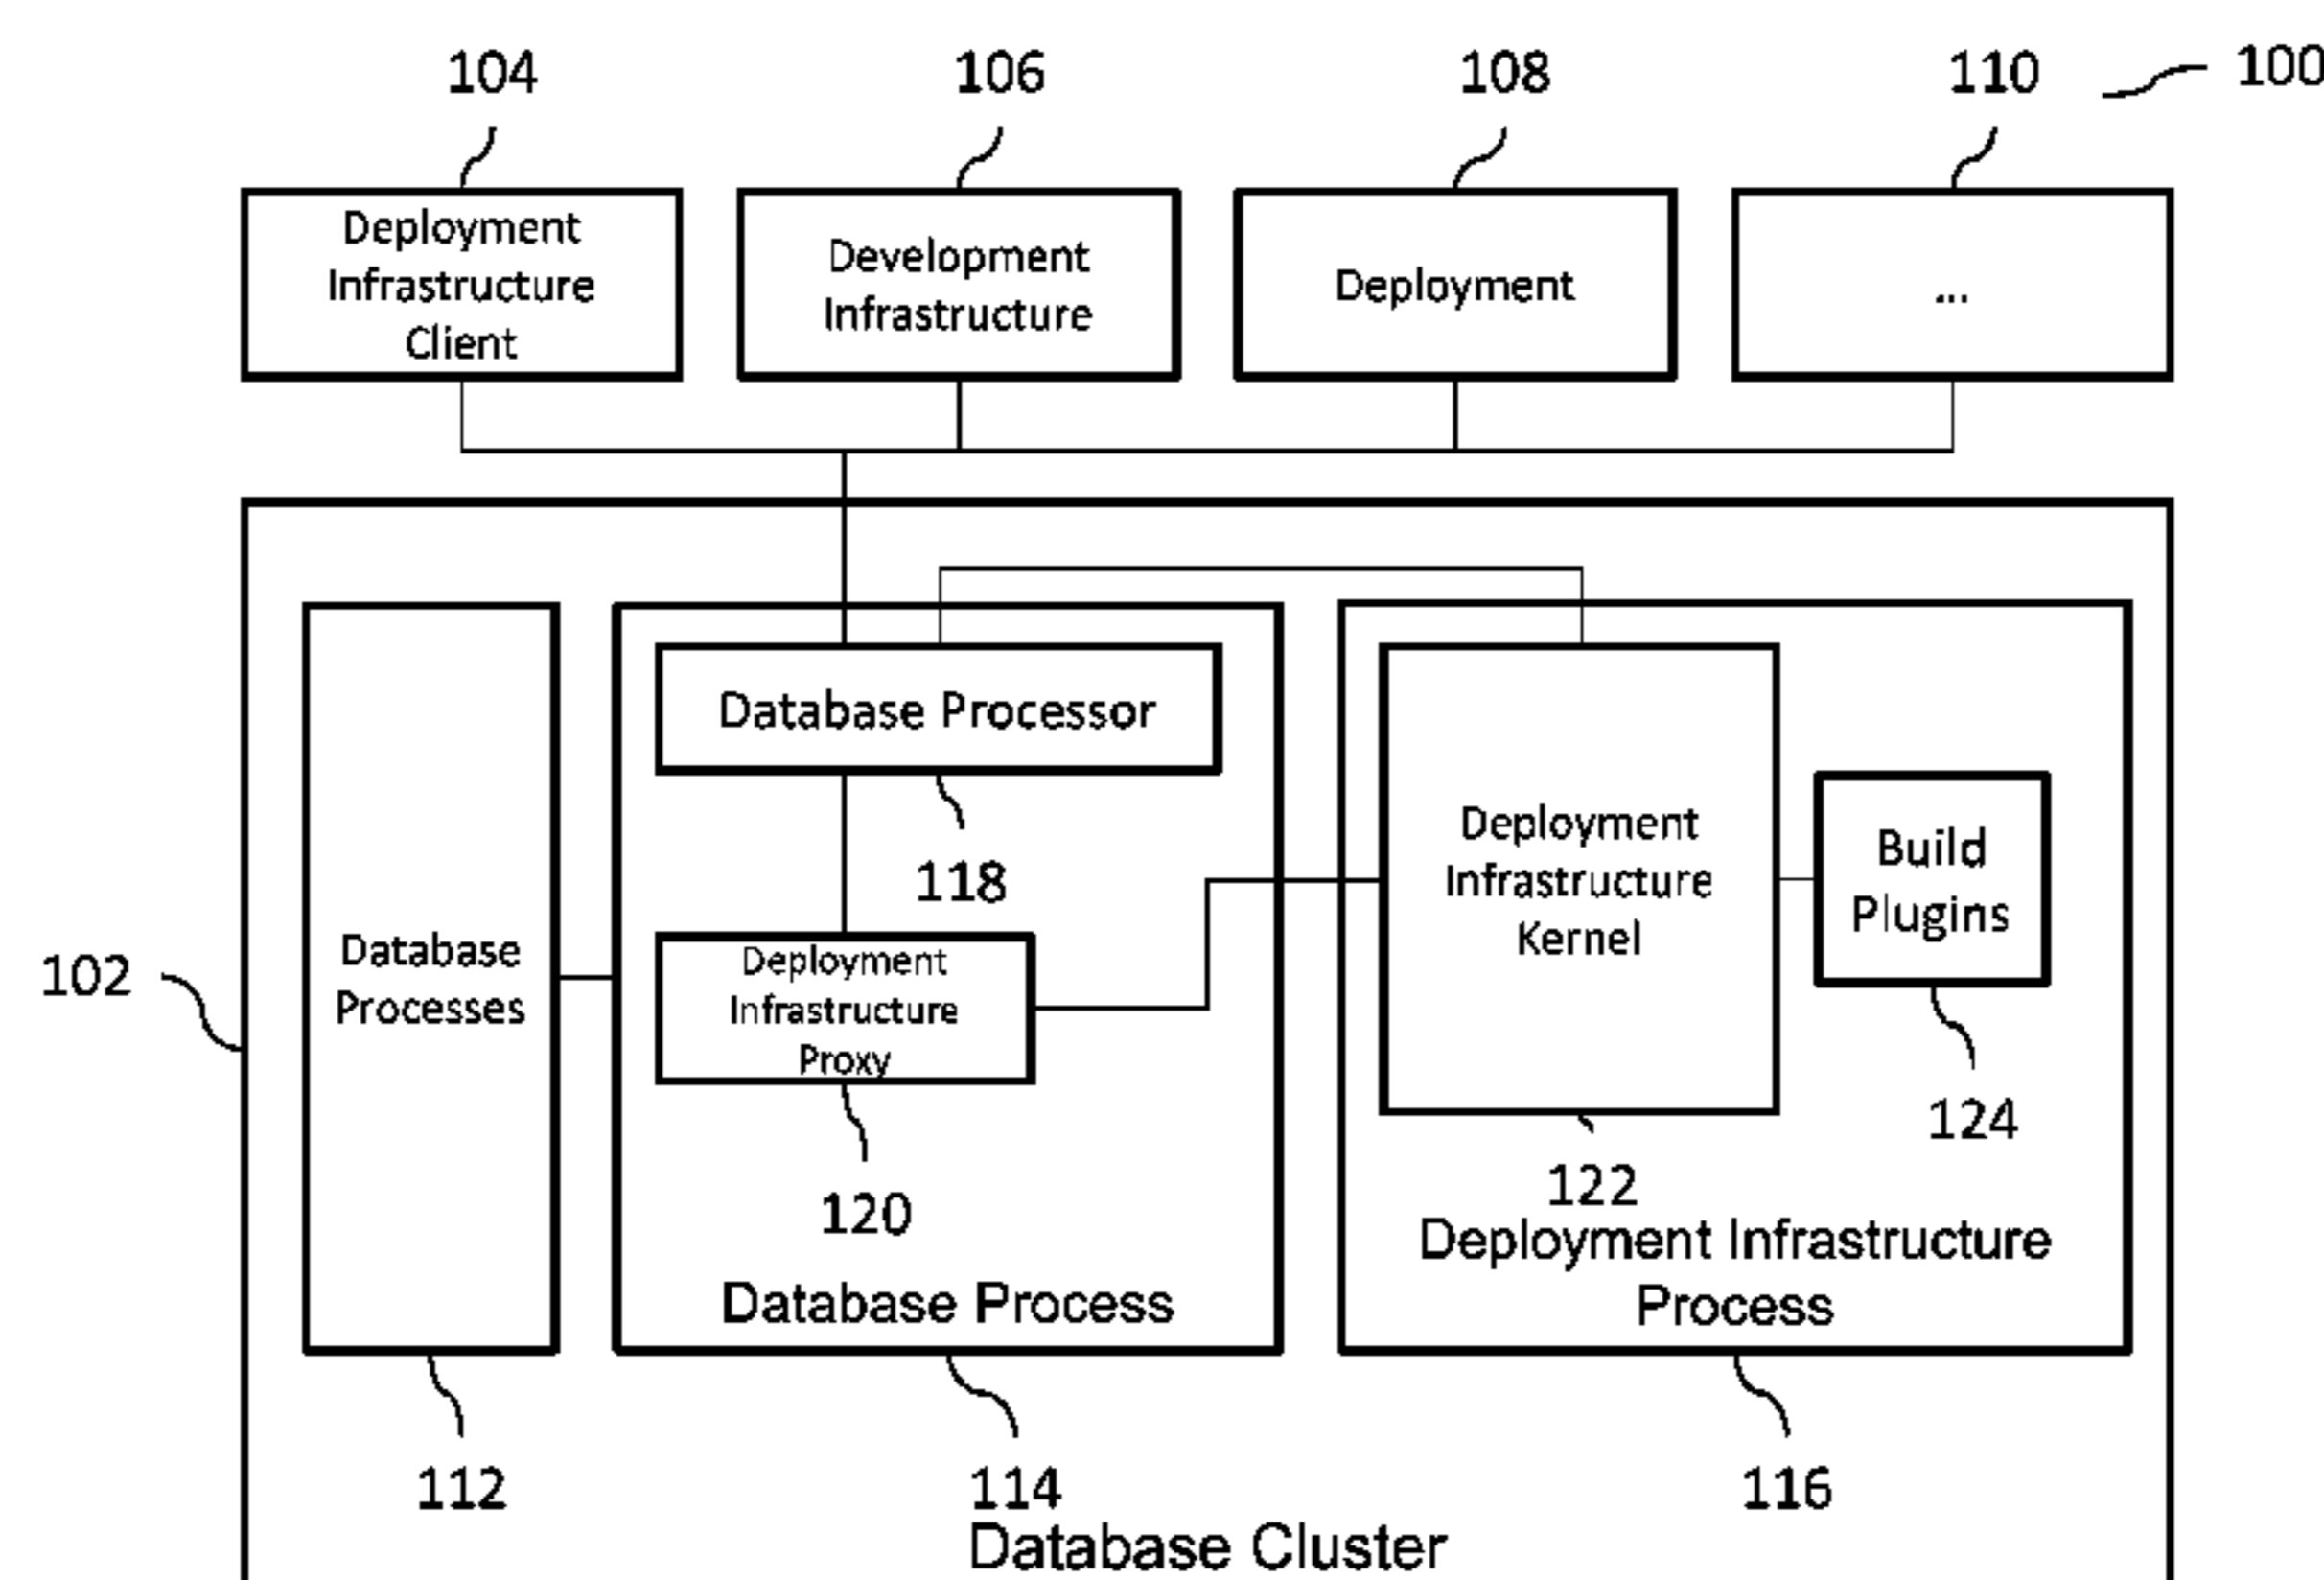 104
106
108
110
100
Deployment
Infrastructure
Client
Development
Infrastructure
Deployment
...
Database Processor
118
Deployment
Infrastructure
Kernel
Build
Plugins
102
Database
Processes
Deployment
Infrastructure
Proxy
124
120
122
Database Process
Deployment Infrastructure
Process
112
114
116
Database Cluster